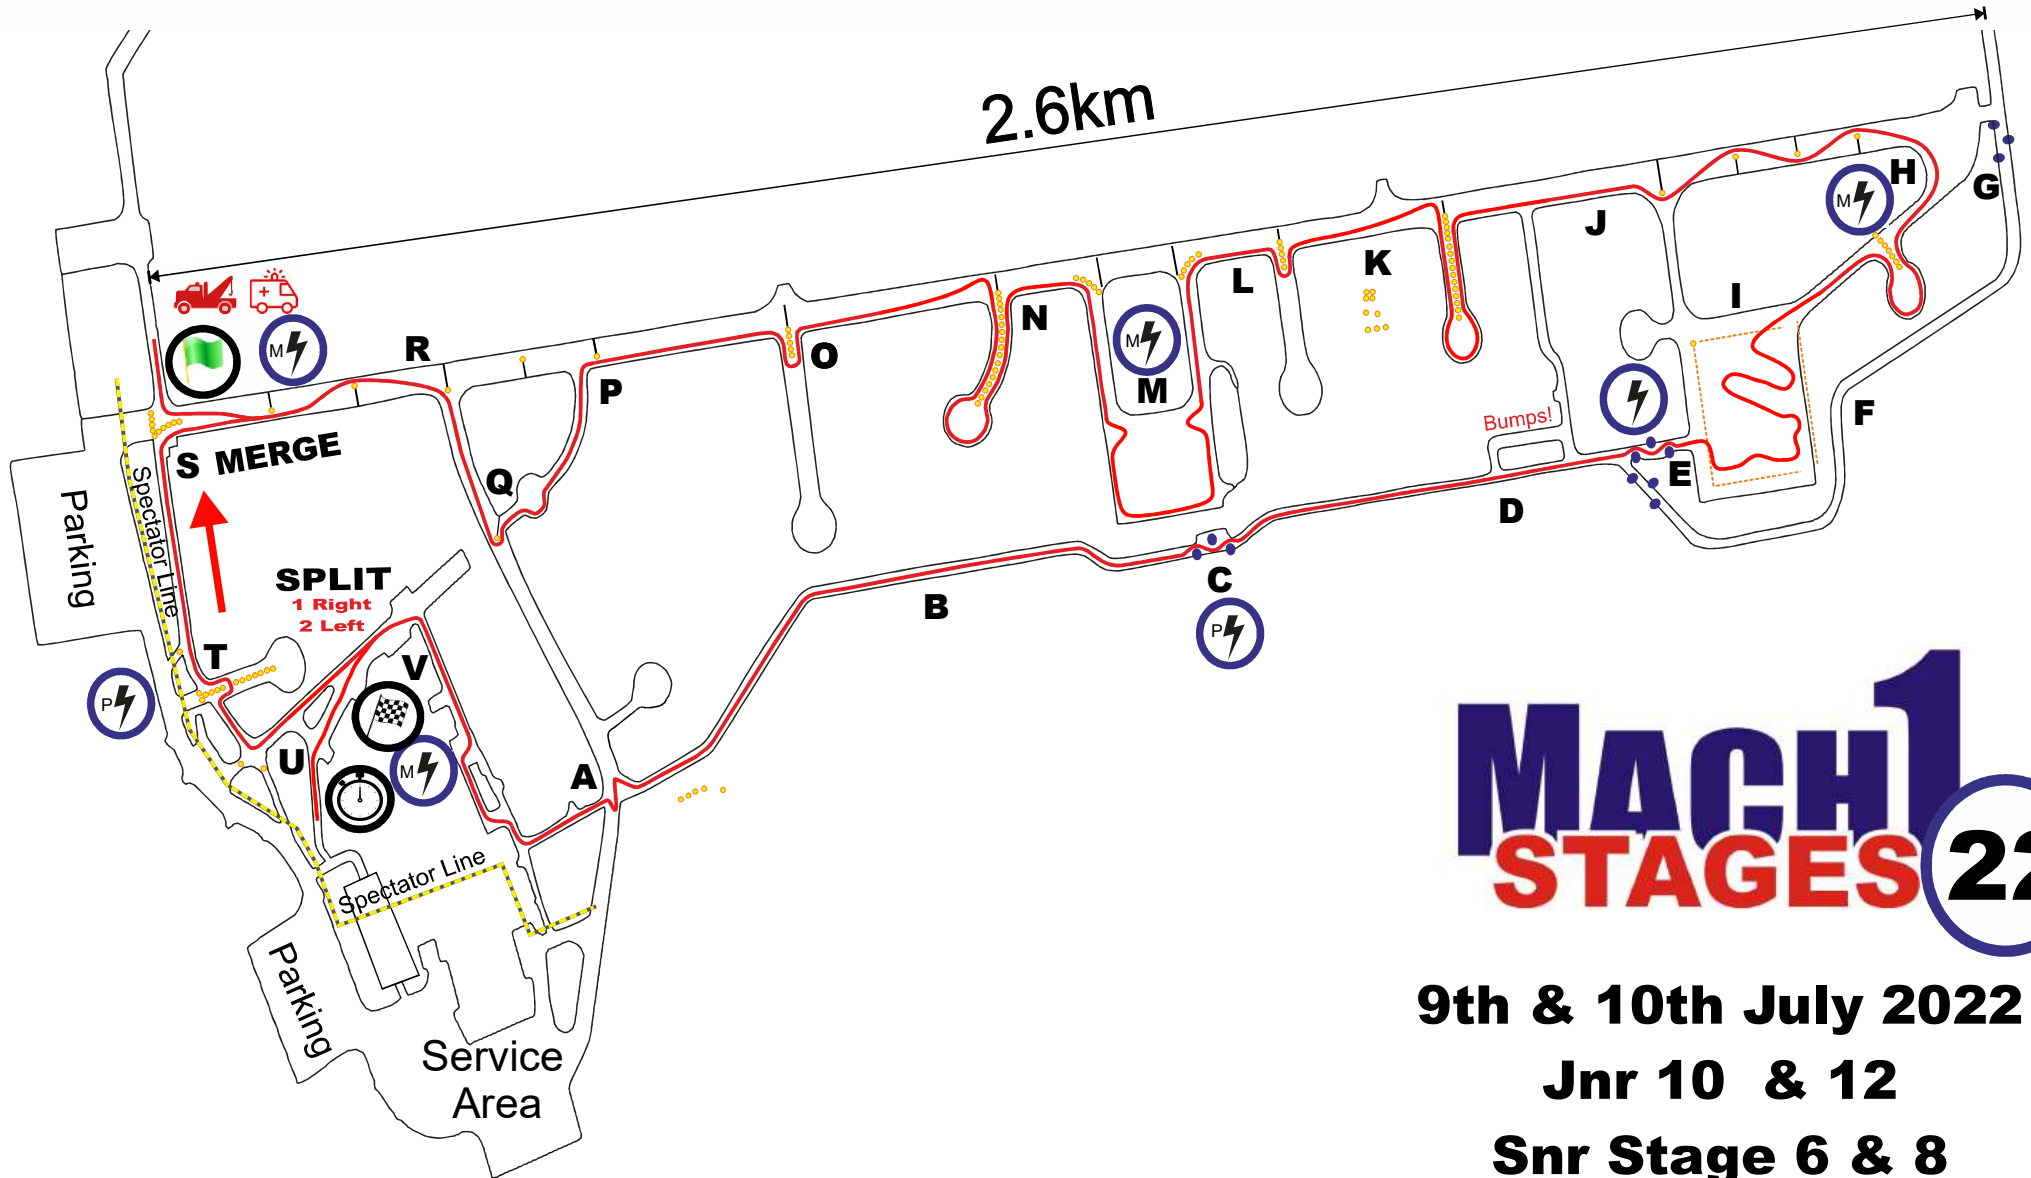 2.6km
H
G
M
J
K
I
L
N
M
R
O
M
M
P
F
Bumps!
S MERGE
Spectator Line
Parking
Q
E
D
SPLIT
1 Right
2 Left
C
B
P
T
V
P
U
M
A
MACH1
STAGES
22
Spectator Line
Parking
Service
Area
9th & 10th July 2022
Jnr 10 & 12
Snr Stage 6 & 8